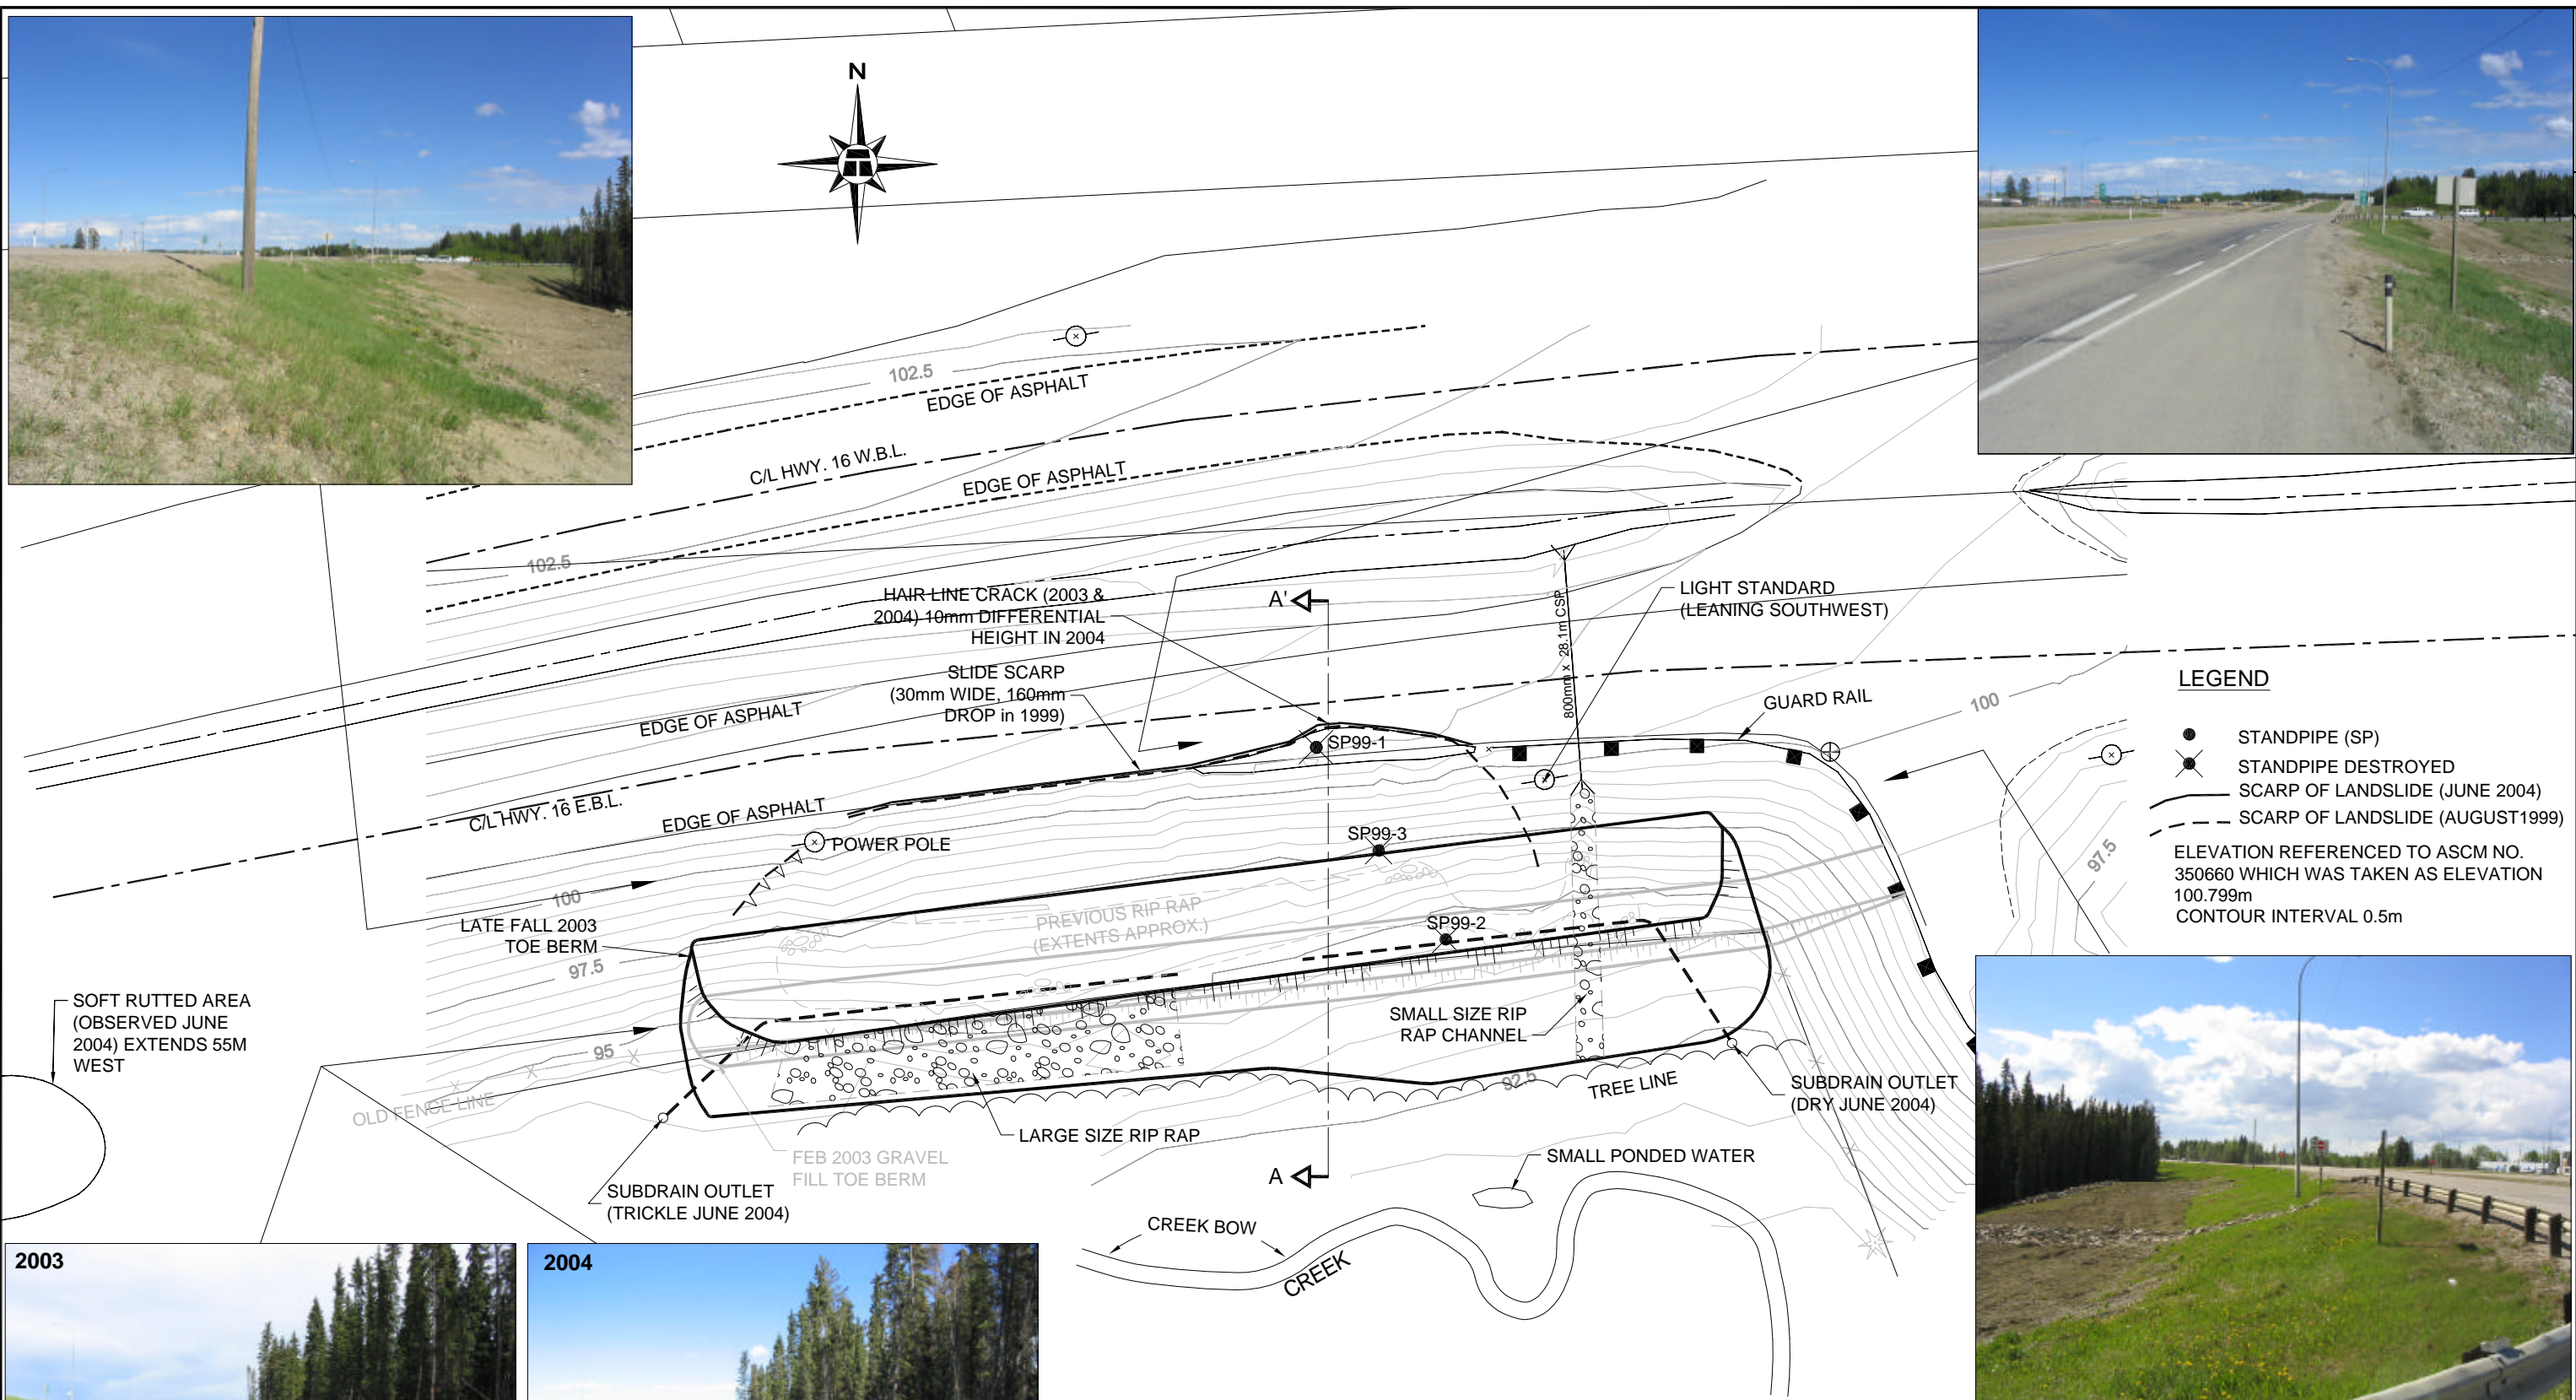 N
102.5
EDGE OF ASPHALT
C/L HWY. 16 W.B.L.
EDGE OF ASPHALT
102.5
HAIR LINE CRACK (2003 &
2004) 10mm DIFFERENTIAL
HEIGHT IN 2004
A'
800mm x 28.1m CSP
LIGHT STANDARD
(LEANING SOUTHWEST)
SLIDE SCARP
(30mm WIDE, 160mm
DROP in 1999)
EDGE OF ASPHALT
GUARD RAIL
100
SP99-1
C/L HWY. 16 E.B.L.
EDGE OF ASPHALT
POWER POLE
SP99-3
LEGEND
STANDPIPE (SP)
STANDPIPE DESTROYED
SCARP OF LANDSLIDE (JUNE 2004)
SCARP OF LANDSLIDE (AUGUST1999)
ELEVATION REFERENCED TO ASCM NO.
350660 WHICH WAS TAKEN AS ELEVATION
100.799m
CONTOUR INTERVAL 0.5m
97.5
100
LATE FALL 2003
TOE BERM
PREVIOUS RIP RAP
(EXTENTS APPROX.)
SP99-2
97.5
SOFT RUTTED AREA
(OBSERVED JUNE
2004) EXTENDS 55M
WEST
95
SMALL SIZE RIP
RAP CHANNEL
OLD FENCE LINE
92.5
TREE LINE
SUBDRAIN OUTLET
(DRY JUNE 2004)
LARGE SIZE RIP RAP
FEB 2003 GRAVEL
FILL TOE BERM
SMALL PONDED WATER
A
SUBDRAIN OUTLET
(TRICKLE JUNE 2004)
CREEK BOW
CREEK
2003
2004